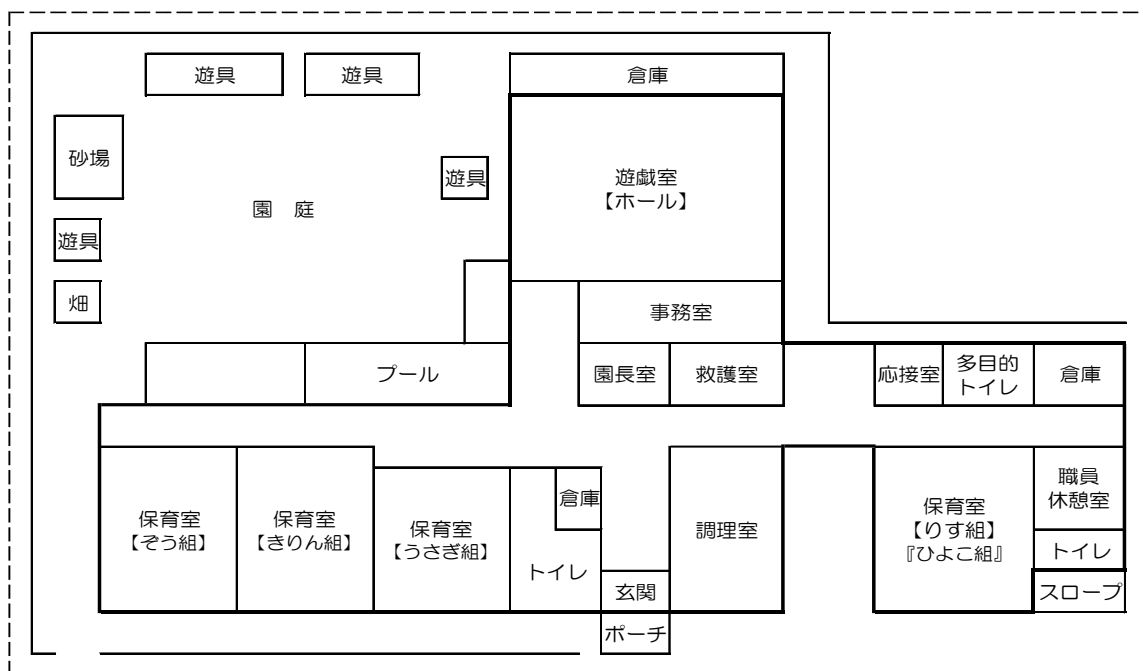 遊具
遊具
倉庫
砂場
遊具
遊戯室
【ホール】
園　庭
遊具
畑
事務室
プール
園長室
救護室
応接室
多目的
トイレ
倉庫
保育室
【ぞう組】
保育室
【きりん組】
保育室
【うさぎ組】
倉庫
トイレ
調理室
保育室
【りす組】
『ひよこ組』
職員
休憩室
トイレ
玄関
スロープ
ポーチ